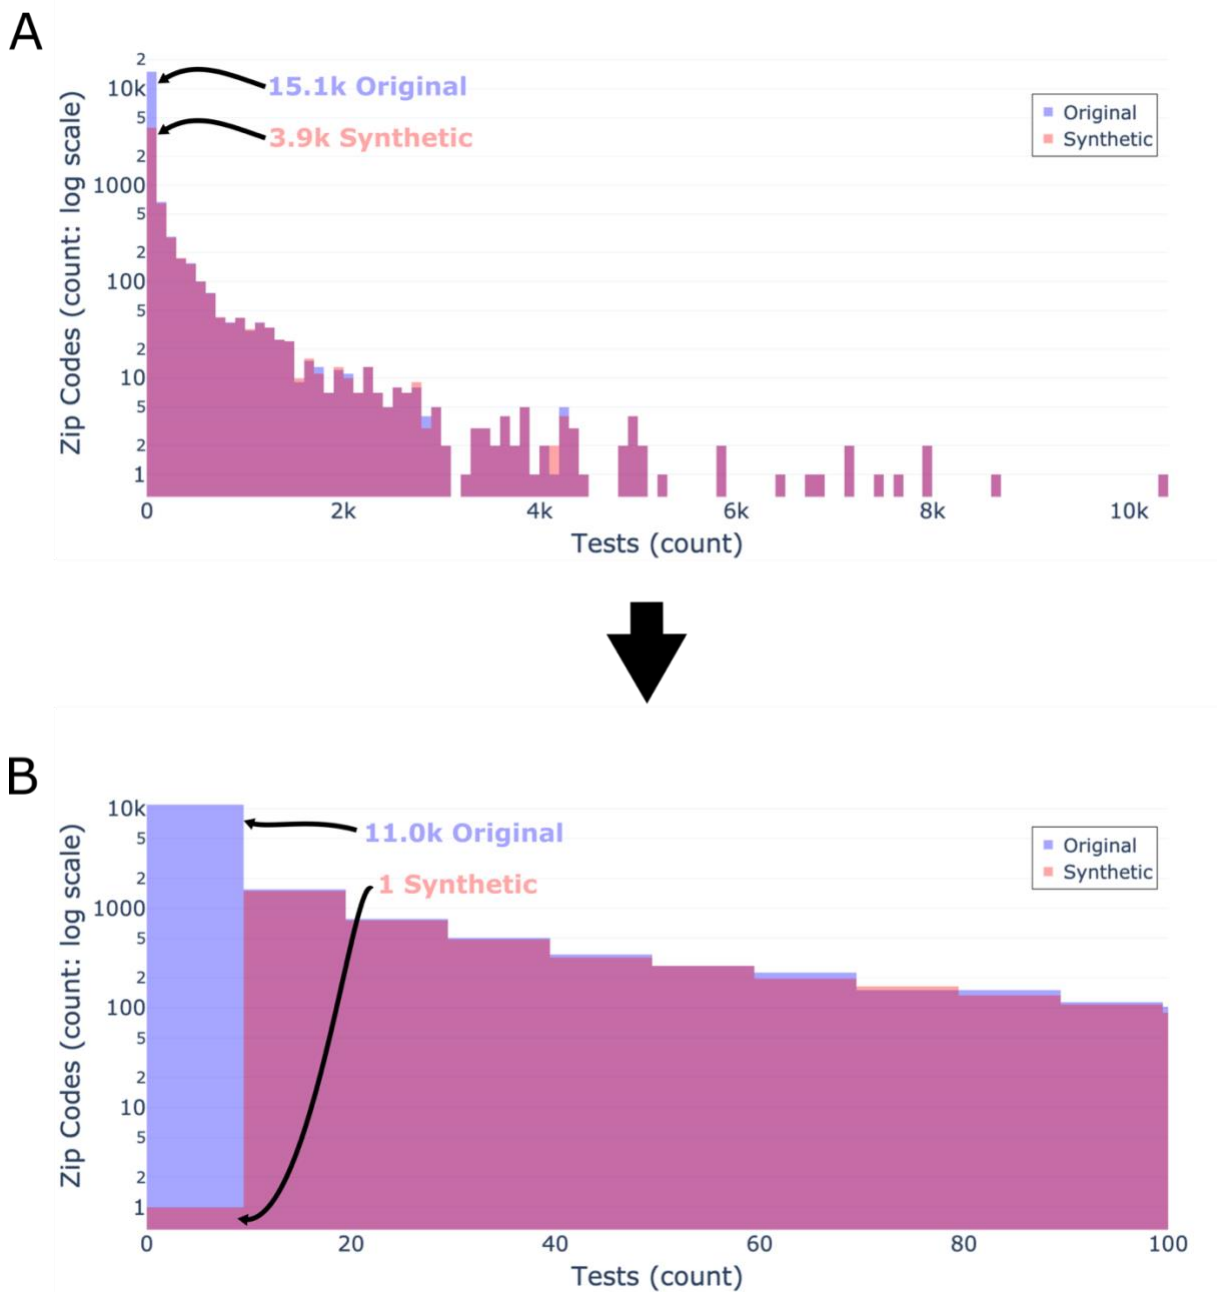 A
2
10k
5
2
1000
5
2
100
5
2
10
5
2
1
Zip Codes (count: log scale)
15.1k Original
3.9k Synthetic
Original
Synthetic
0 2k 4k 6k 8k 10k
Tests (count)
B
10k
5
2
1000
5
2
100
5
2
10
5
2
1
Zip Codes (count: log scale)
11.0k Original
1 Synthetic
Original
Synthetic
0 20 40 60 80 100
Tests (count)